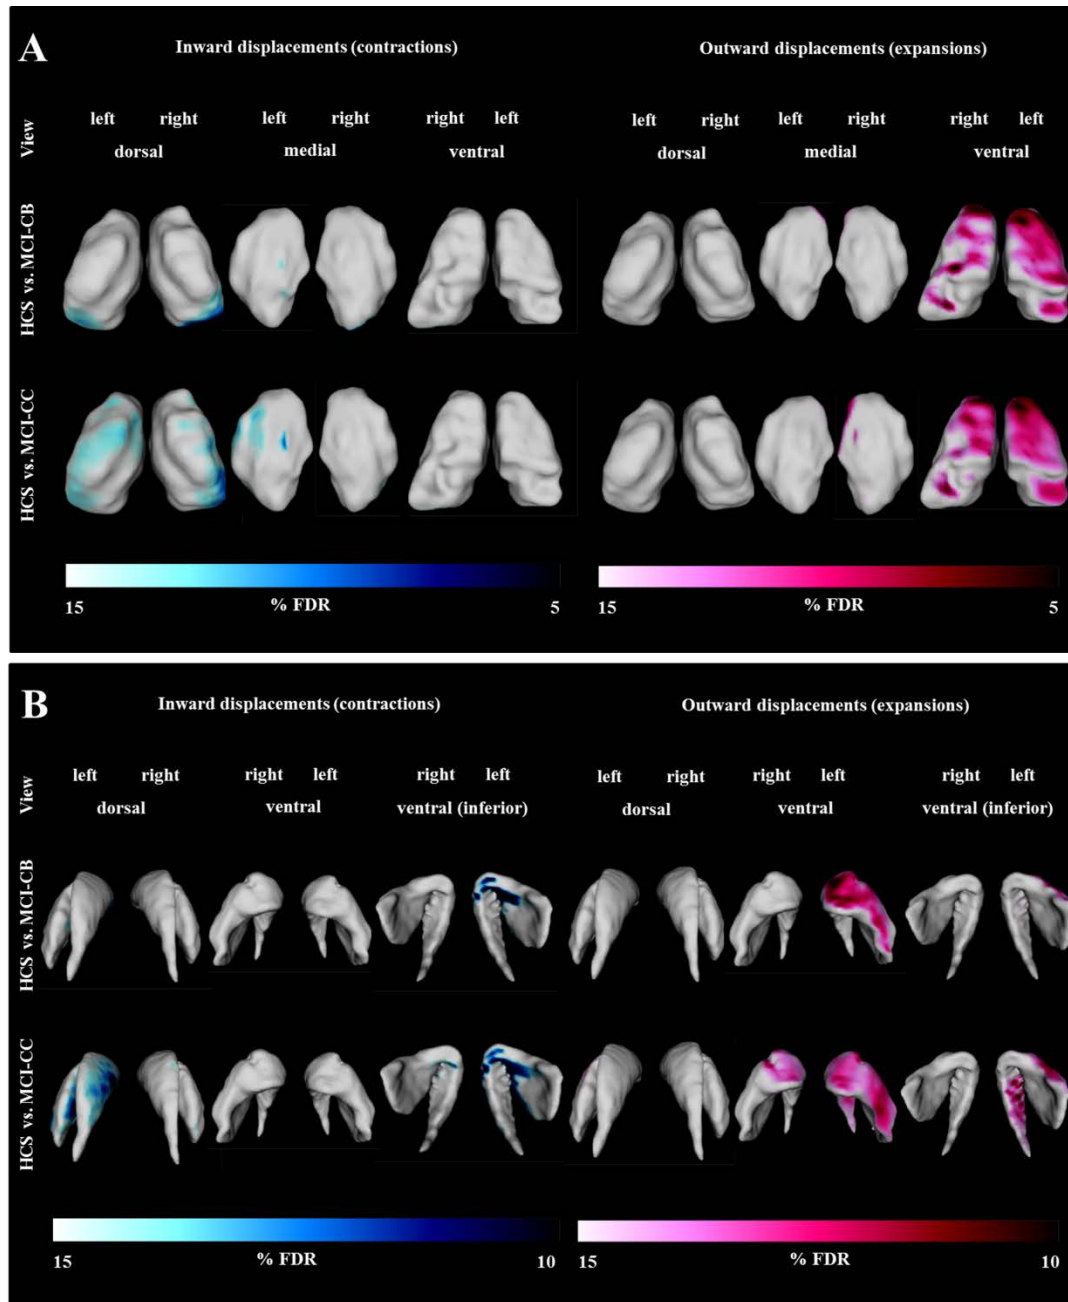 A
Inward displacements (contractions)
Outward displacements (expansions)
View
left right left right right left
dorsal medial ventral
left right left right right left
dorsal medial ventral
HCS vs. MCI-CB
HCS vs. MCI-CC
15 % FDR 5
15 % FDR 5
B
Inward displacements (contractions)
Outward displacements (expansions)
View
left right right left right left
dorsal ventral ventral (inferior)
left right right left right left
dorsal ventral ventral (inferior)
HCS vs. MCI-CB
HCS vs. MCI-CC
15 % FDR 10
15 % FDR 10